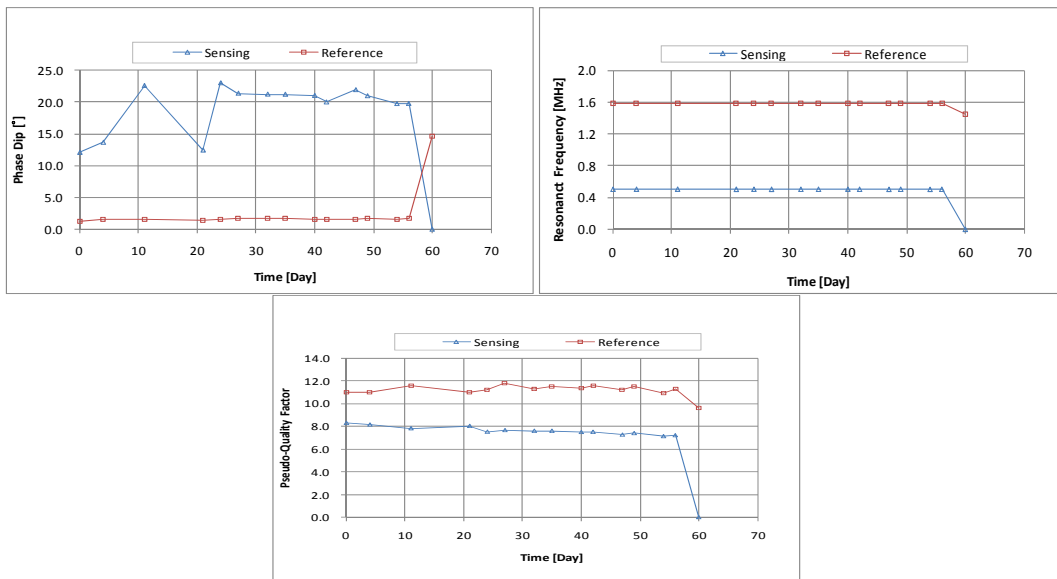 Sensing Reference
25.0
20.0
15.0
10.0
5.0
0.0
Phase Dip [°]
0 10 20 30 40 50 60 70
Time [Day]
Sensing Reference
2.0
1.6
1.2
0.8
0.4
0.0
Resonanct Frequency [MHz]
0 10 20 30 40 50 60 70
Time [Day]
Sensing Reference
14.0
12.0
10.0
8.0
6.0
4.0
2.0
0.0
Pseudo-Quality Factor
0 10 20 30 40 50 60 70
Time [Day]